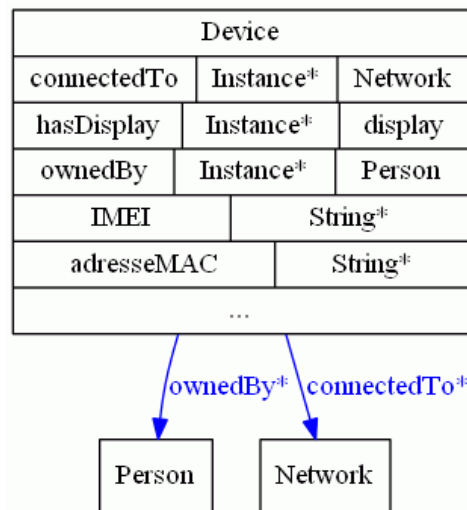 Device
connectedTo Instance* Network
hasDisplay Instance* display
ownedBy Instance* Person
IMEI String*
adresseMAC String*
...
ownedBy* connectedTo*
Person Network